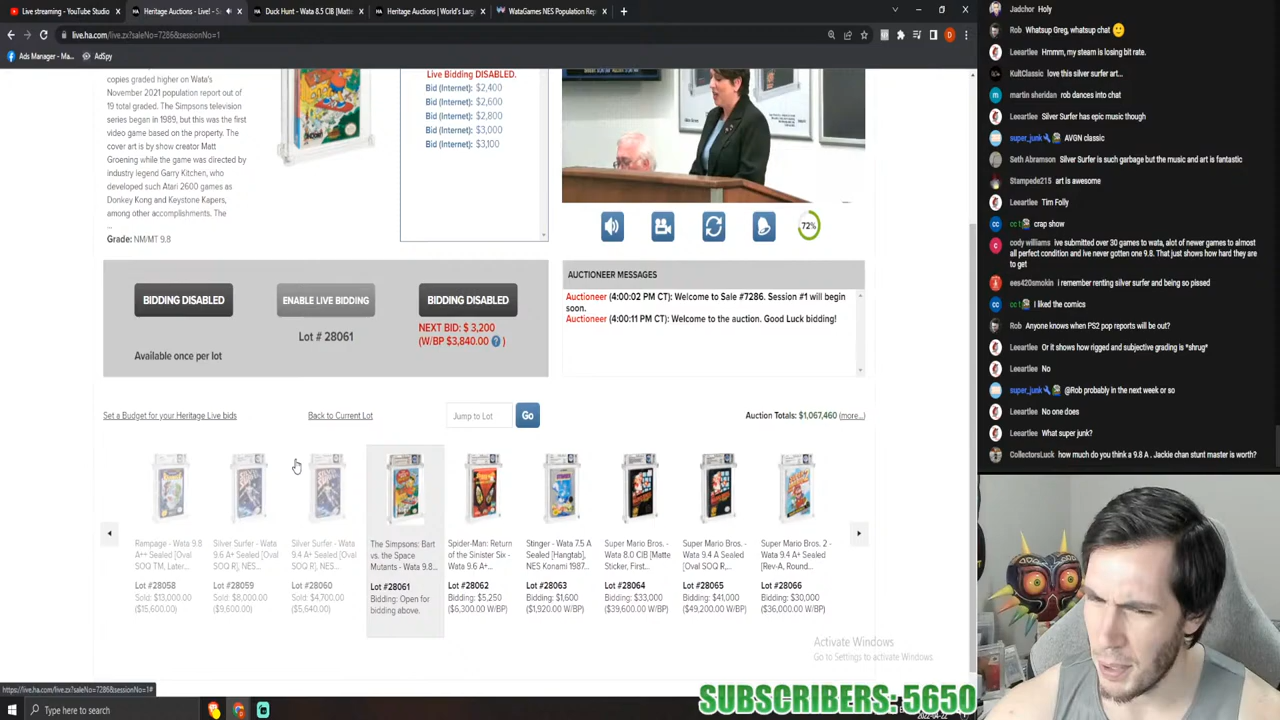 Live streaming - YouTube Studio
Heritage Auctions - Live! - S
Duck Hunt - Wata 8.5 CIB [Matte
Heritage Auctions | World's Larg
WataGames NES Population Rep
live.ha.com/live.zx?saleNo=7286&sessionNo=1
Ads Manager - Ma...
AdSpy
copies graded higher on Wata's
November 2021 population report out of
19 total graded. The Simpsons television
series began in 1989, but this was the first
video game based on the property. The
cover art is by show creator Matt
Groening while the game was directed by
industry legend Garry Kitchen, who
developed such Atari 2600 games as
Donkey Kong and Keystone Kapers,
among other accomplishments. The
...
Grade: NM/MT 9.8
Live Bidding DISABLED.
Bid (Internet): $2,400
Bid (Internet): $2,600
Bid (Internet): $2,800
Bid (Internet): $3,000
Bid (Internet): $3,100
72%
BIDDING DISABLED
ENABLE LIVE BIDDING
BIDDING DISABLED
NEXT BID: $ 3,200
(W/BP $3,840.00 ? )
Lot # 28061
Available once per lot
AUCTIONEER MESSAGES
Auctioneer (4:00:02 PM CT): Welcome to Sale #7286. Session #1 will begin
soon.
Auctioneer (4:00:11 PM CT): Welcome to the auction. Good Luck bidding!
Set a Budget for your Heritage Live bids
Back to Current Lot
Jump to Lot
Go
Auction Totals: $1,067,460 (more...)
Rampage - Wata 9.8
A++ Sealed [Oval
SOQ TM, Later...
Lot #28058
Sold: $13,000.00
($15,600.00)
Silver Surfer - Wata
9.6 A+ Sealed [Oval
SOQ R], NES...
Lot #28059
Sold: $8,000.00
($9,600.00)
Silver Surfer - Wata
9.4 A+ Sealed [Oval
SOQ R], NES...
Lot #28060
Sold: $4,700.00
($5,640.00)
The Simpsons: Bart
vs. the Space
Mutants - Wata 9.8...
Lot #28061
Bidding: Open for
bidding above.
Spider-Man: Return
of the Sinister Six -
Wata 9.6 A+...
Lot #28062
Bidding: $5,250
($6,300.00 W/BP)
Stinger - Wata 7.5 A
Sealed [Hangtab],
NES Konami 1987...
Lot #28063
Bidding: $1,600
($1,920.00 W/BP)
Super Mario Bros. -
Wata 8.0 CIB [Matte
Sticker, First...
Lot #28064
Bidding: $33,000
($39,600.00 W/BP)
Super Mario Bros. -
Wata 9.4 A Sealed
[Oval SOQ R,...
Lot #28065
Bidding: $41,000
($49,200.00 W/BP)
Super Mario Bros. 2 -
Wata 9.4 A+ Sealed
[Rev-A, Round...
Lot #28066
Bidding: $30,000
($36,000.00 W/BP)
Activate Windows
Go to Settings to activate Windows.
https://live.ha.com/live.zx?saleNo=7286&sessionNo=1#
Type here to search
SUBSCRIBERS: 5650
Jadchor Holy
Rob Whatsup Greg, whatsup chat
Leeartlee Hmmm, my steam is losing bit rate.
KultClassic love this silver surfer art...
martin sheridan rob dances into chat
Leeartlee Silver Surfer has epic music though
super_junk AVGN classic
Seth Abramson Silver Surfer is such garbage but the music and art is fantastic
Stampede215 art is awesome
Leeartlee Tim Folly
cc t crap show
cody williams ive submitted over 30 games to wata, alot of newer games to almost
all perfect condition and Ive never gotten one 9.8. That just shows how hard they are
to get
ees420smokin i remember renting silver surfer and being so pissed
cc t I liked the comics
Rob Anyone knows when PS2 pop reports will be out?
Leeartlee Or it shows how rigged and subjective grading is *shrug*
Leeartlee No
super_junk @Rob probably in the next week or so
Leeartlee No one does
Leeartlee What super junk?
CollectorsLuck how much do you think a 9.8 A . Jackie chan stunt master is worth?